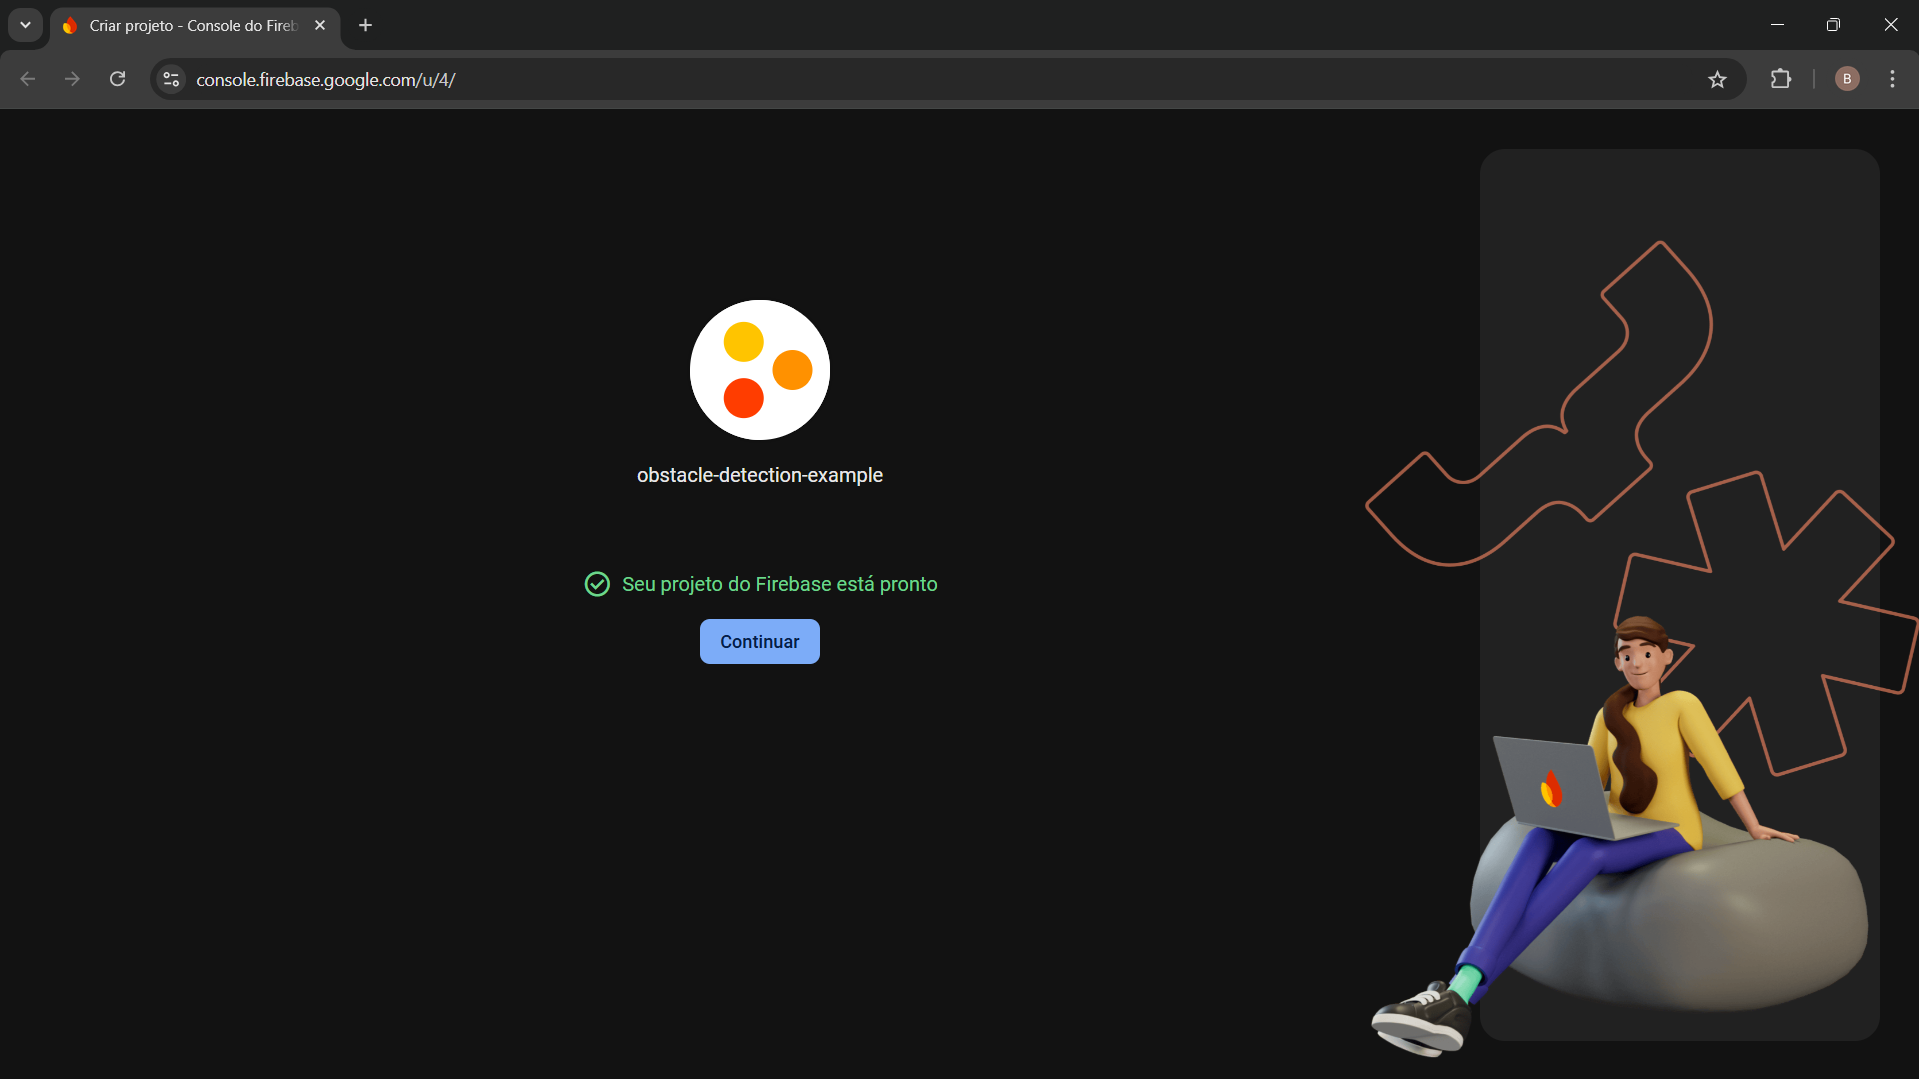 Criar projeto - Console do Fireb
console.firebase.google.com/u/4/
B
obstacle-detection-example
Seu projeto do Firebase está pronto
Continuar